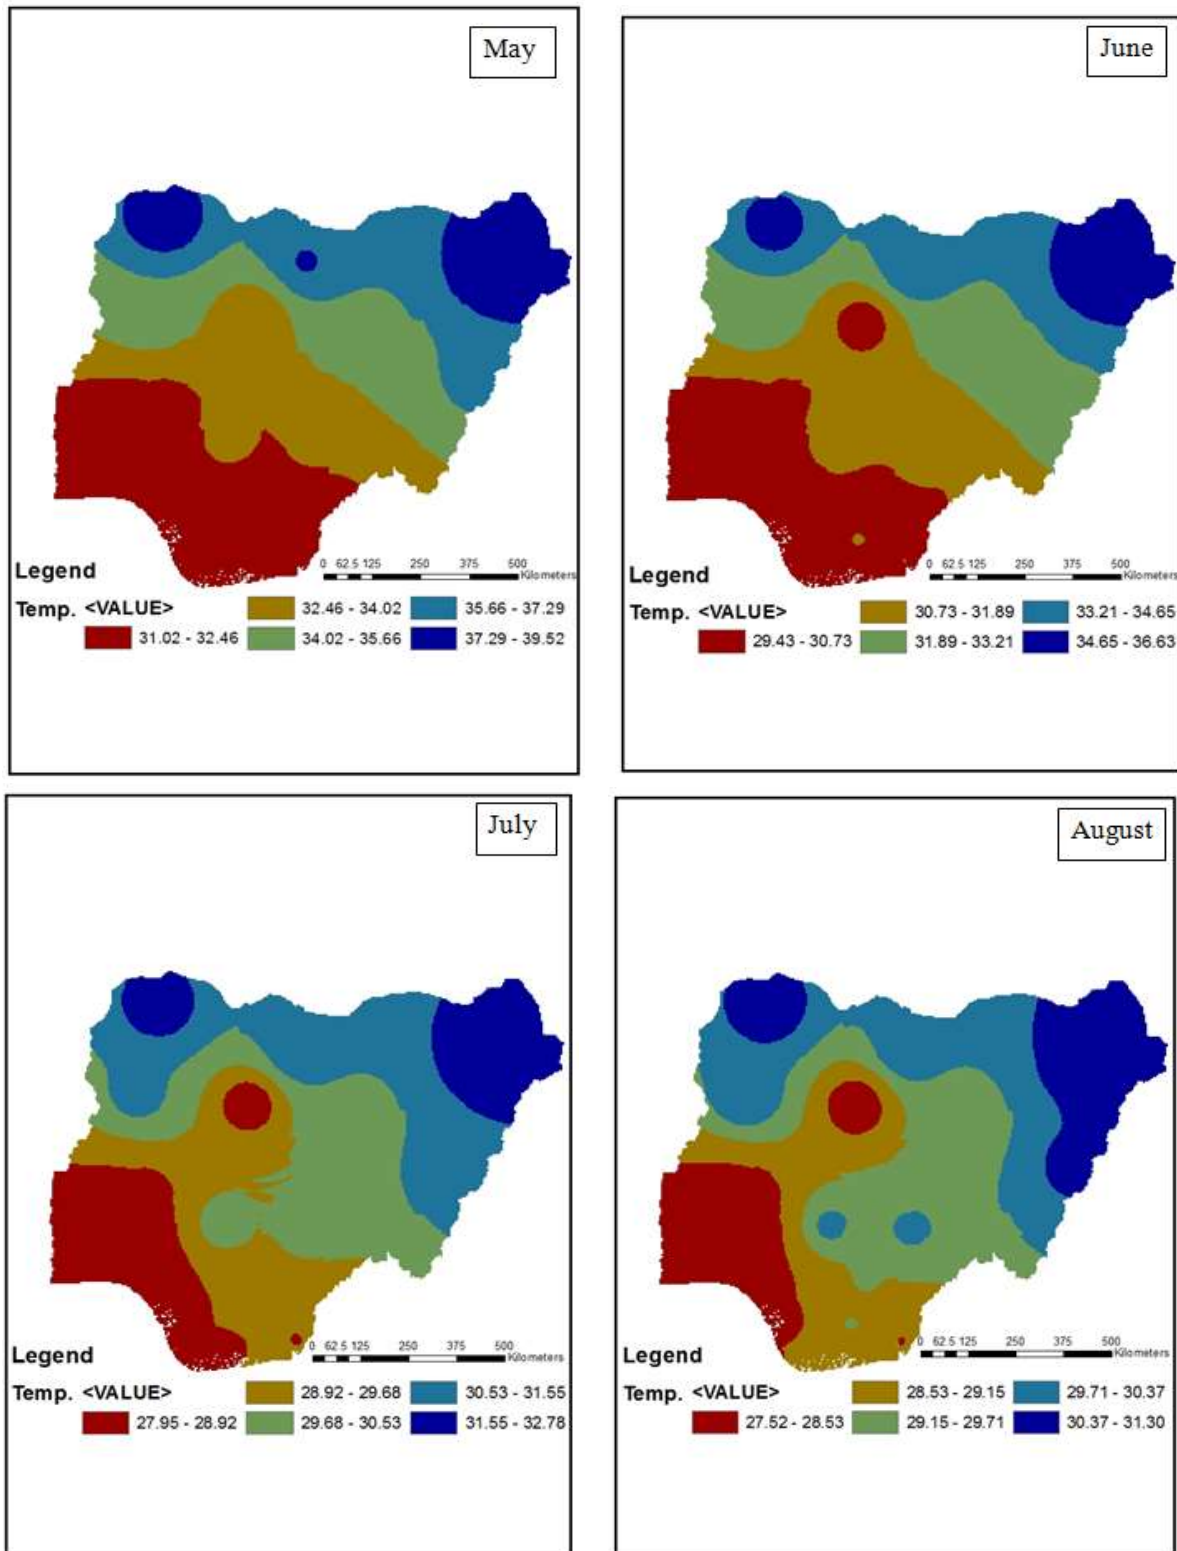 May
0 62.5 125 250 375 500
Kilometers
Legend
Temp. <VALUE>
32.46 - 34.02
35.66 - 37.29
31.02 - 32.46
34.02 - 35.66
37.29 - 39.52
June
0 62.5 125 250 375 500
Kilometers
Legend
Temp. <VALUE>
30.73 - 31.89
33.21 - 34.65
29.43 - 30.73
31.89 - 33.21
34.65 - 36.63
July
0 62.5 125 250 375 500
Kilometers
Legend
Temp. <VALUE>
28.92 - 29.68
30.53 - 31.55
27.95 - 28.92
29.68 - 30.53
31.55 - 32.78
August
0 62.5 125 250 375 500
Kilometers
Legend
Temp. <VALUE>
28.53 - 29.15
29.71 - 30.37
27.52 - 28.53
29.15 - 29.71
30.37 - 31.30